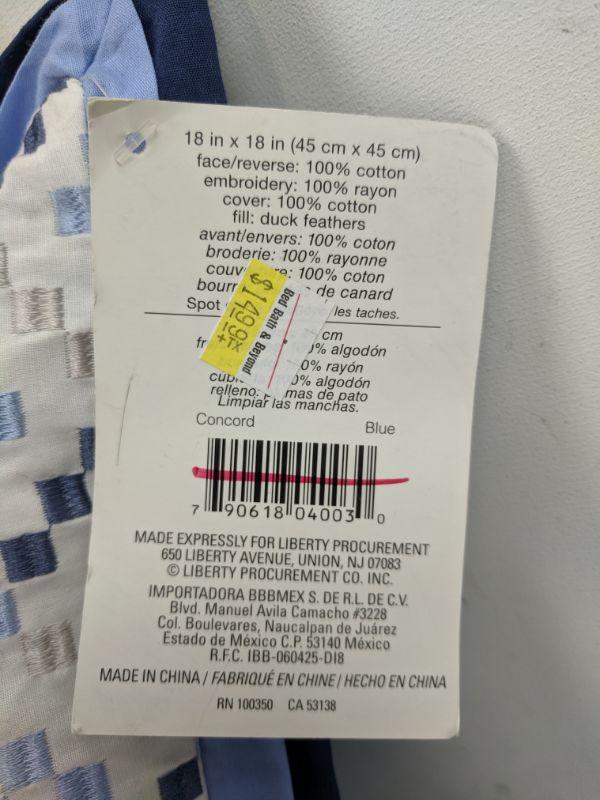 18 in x 18 in (45 cm x 45 cm)
face/reverse: 100% cotton
embroidery: 100% rayon
cover: 100% cotton
fill: duck feathers
avant/envers: 100% coton
broderie: 100% rayonne
: 100% coton
de canard
Spot les taches.
$14.99
+TX
Bed Bath & Beyond
cm
algodón
rayón
algodón
relleno: de pato
Limpiar las manchas.
Concord Blue
7 90618 04003 0
MADE EXPRESSLY FOR LIBERTY PROCUREMENT
650 LIBERTY AVENUE, UNION, NJ 07083
© LIBERTY PROCUREMENT CO. INC.
IMPORTADORA BBBMEX S. DE R.L. DE C.V.
Blvd. Manuel Avila Camacho #3228
Col. Boulevares, Naucalpan de Juárez
Estado de México C.P. 53140 México
R.F.C. IBB-060425-DI8
MADE IN CHINA / FABRIQUÉ EN CHINE / HECHO EN CHINA
RN 100350 CA 53138